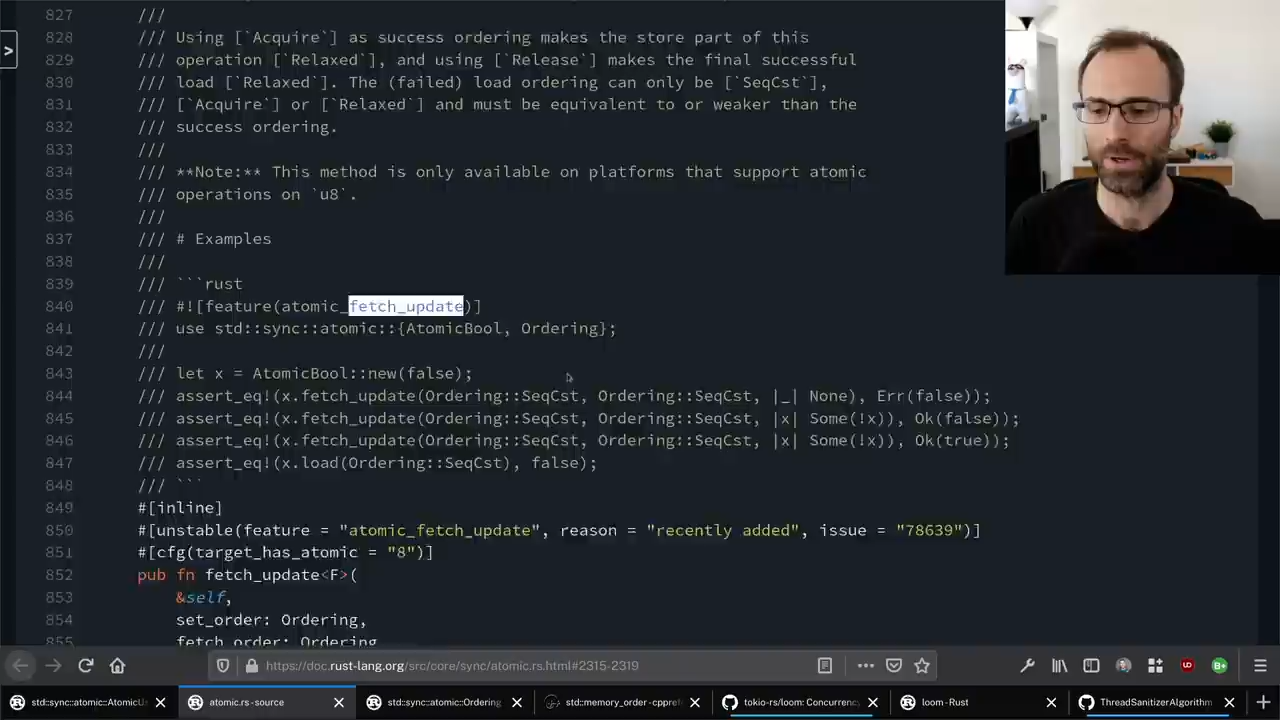 827 ///
828 /// Using [`Acquire`] as success ordering makes the store part of this
829 /// operation [`Relaxed`], and using [`Release`] makes the final successful
830 /// load [`Relaxed`]. The (failed) load ordering can only be [`SeqCst`],
831 /// [`Acquire`] or [`Relaxed`] and must be equivalent to or weaker than the
832 /// success ordering.
833 ///
834 /// **Note:** This method is only available on platforms that support atomic
835 /// operations on `u8`.
836 ///
837 /// # Examples
838 ///
839 /// ```rust
840 /// #![feature(atomic_fetch_update)]
841 /// use std::sync::atomic::{AtomicBool, Ordering};
842 ///
843 /// let x = AtomicBool::new(false);
844 /// assert_eq!(x.fetch_update(Ordering::SeqCst, Ordering::SeqCst, |_| None), Err(false));
845 /// assert_eq!(x.fetch_update(Ordering::SeqCst, Ordering::SeqCst, |x| Some(!x)), Ok(false));
846 /// assert_eq!(x.fetch_update(Ordering::SeqCst, Ordering::SeqCst, |x| Some(!x)), Ok(true));
847 /// assert_eq!(x.load(Ordering::SeqCst), false);
848 /// ```
849 #[inline]
850 #[unstable(feature = "atomic_fetch_update", reason = "recently added", issue = "78639")]
851 #[cfg(target_has_atomic = "8")]
852 pub fn fetch_update<F>(
853 &self,
854 set_order: Ordering,
855 fetch_order: Ordering
https://doc.rust-lang.org/src/core/sync/atomic.rs.html#2315-2319
std::sync::atomic::AtomicU atomic.rs - source std::sync::atomic::Ordering std::memory_order - cppref tokio-rs/loom: Concurrency loom - Rust ThreadSanitizerAlgorithm